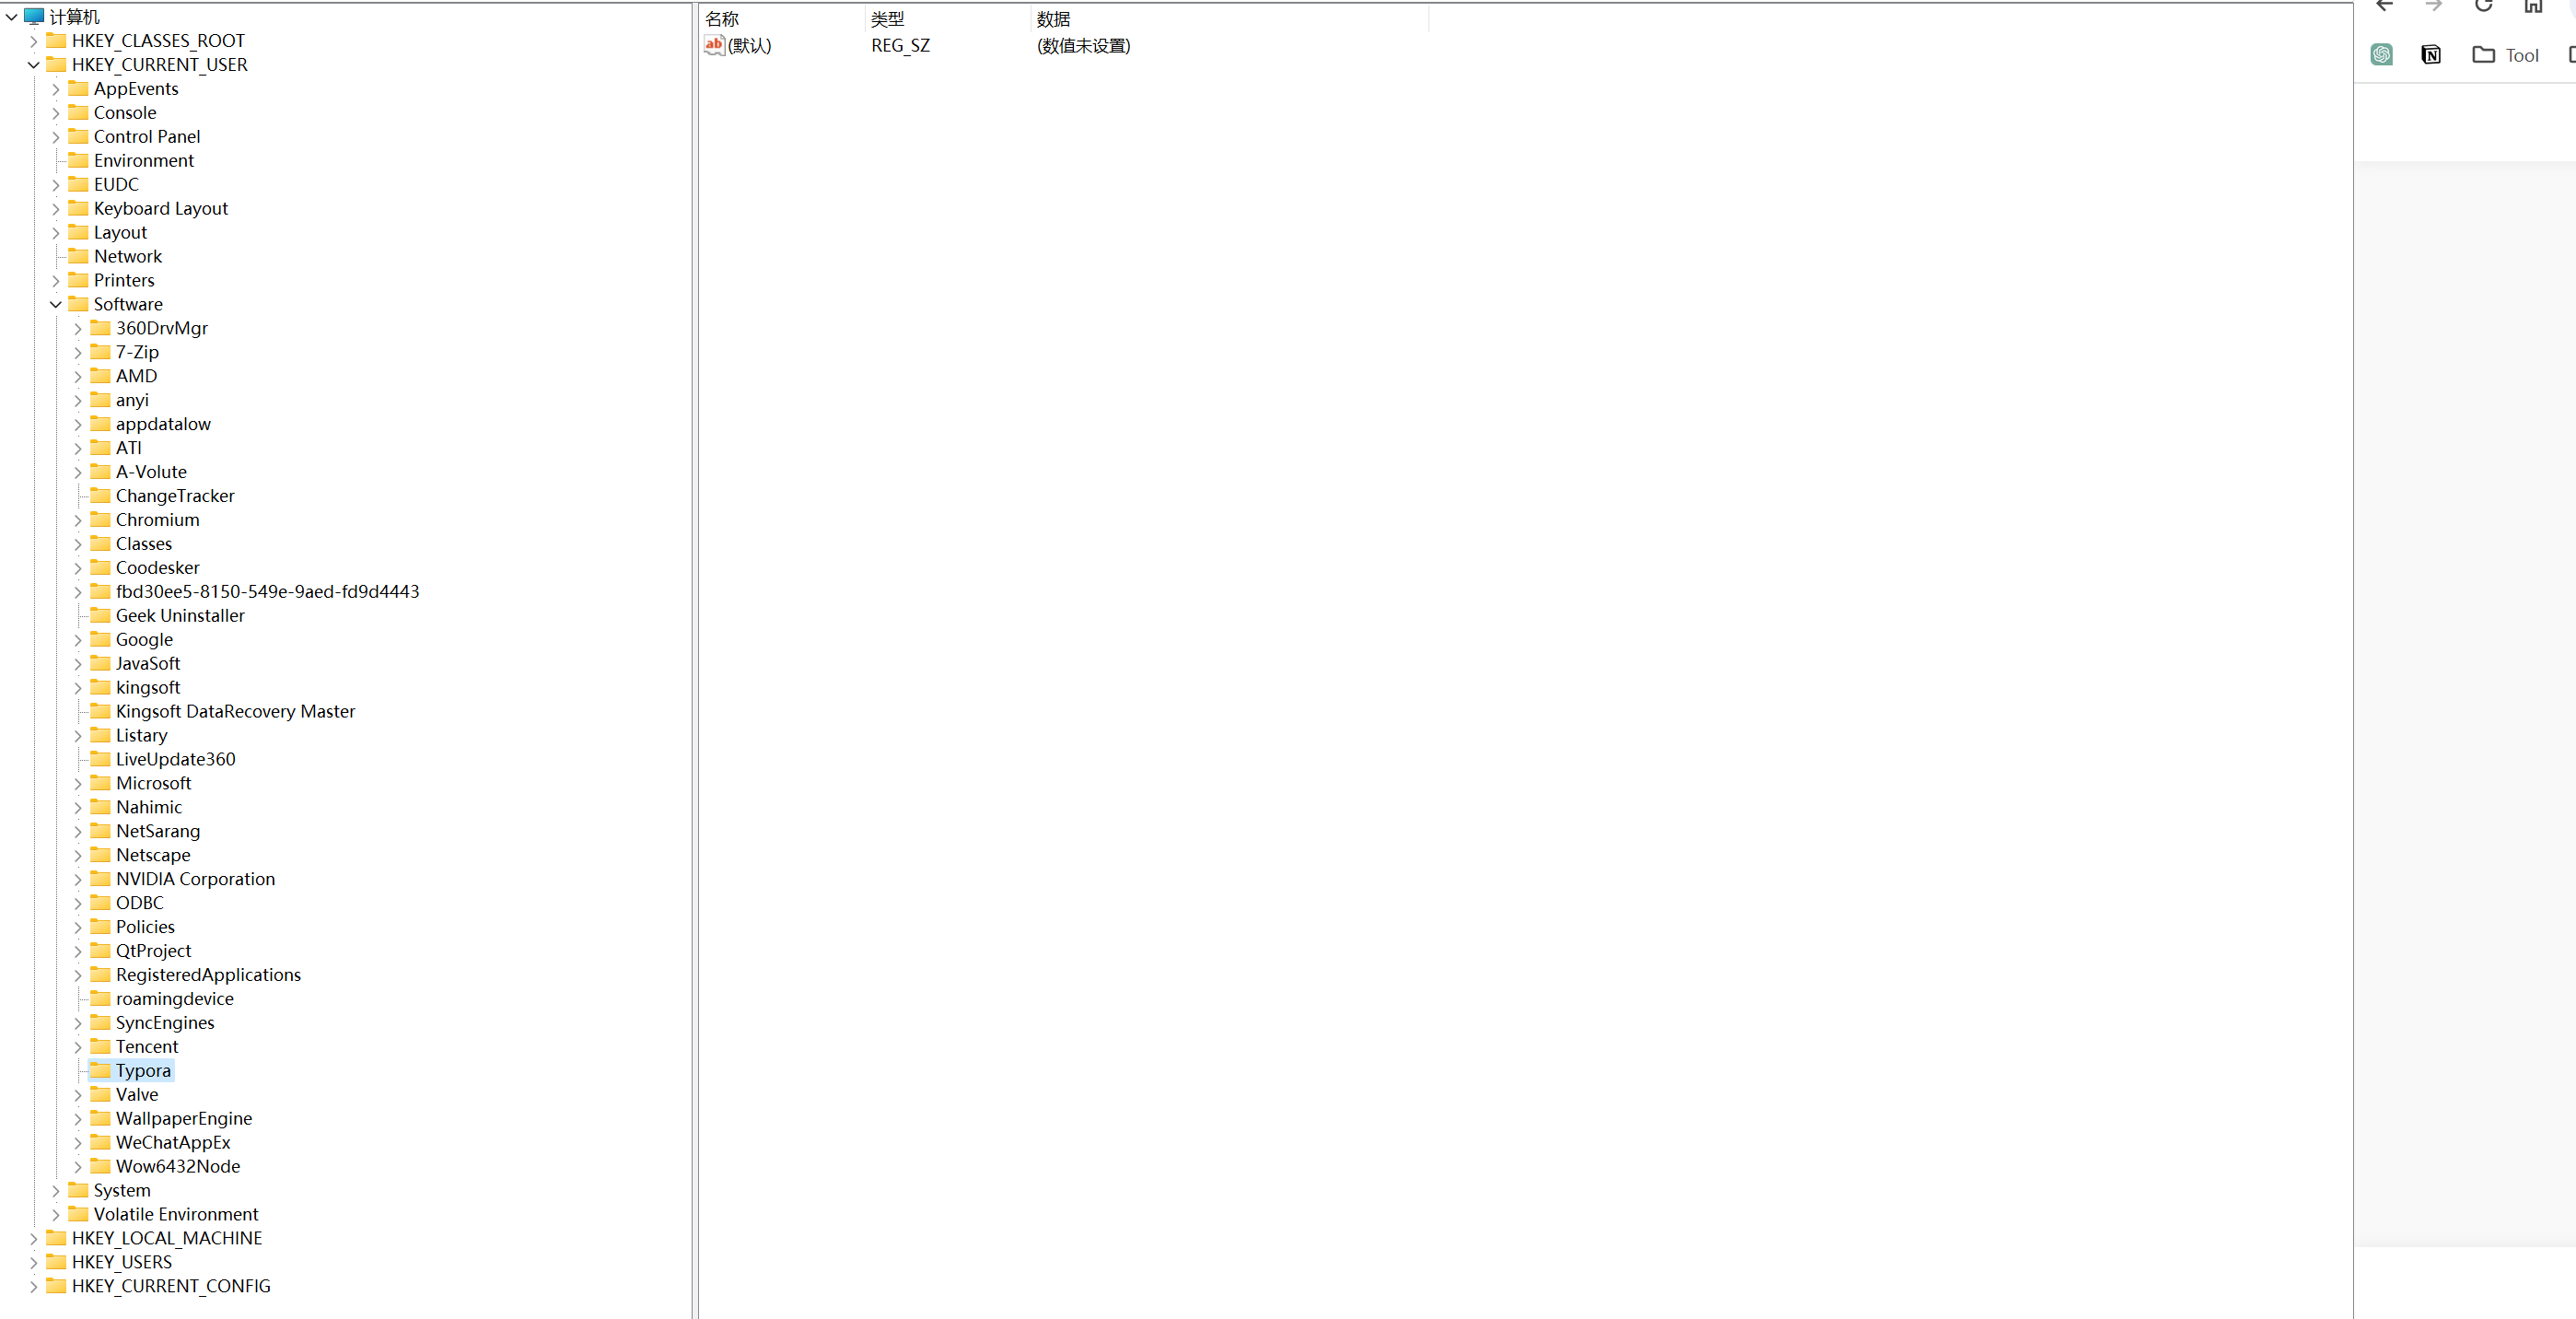 计算机
HKEY_CLASSES_ROOT
HKEY_CURRENT_USER
AppEvents
Console
Control Panel
Environment
EUDC
Keyboard Layout
Layout
Network
Printers
Software
360DrvMgr
7-Zip
AMD
anyi
appdatalow
ATI
A-Volute
ChangeTracker
Chromium
Classes
Coodesker
fbd30ee5-8150-549e-9aed-fd9d4443
Geek Uninstaller
Google
JavaSoft
kingsoft
Kingsoft DataRecovery Master
Listary
LiveUpdate360
Microsoft
Nahimic
NetSarang
Netscape
NVIDIA Corporation
ODBC
Policies
QtProject
RegisteredApplications
roamingdevice
SyncEngines
Tencent
Typora
Valve
WallpaperEngine
WeChatAppEx
Wow6432Node
System
Volatile Environment
HKEY_LOCAL_MACHINE
HKEY_USERS
HKEY_CURRENT_CONFIG
名称 类型 数据
ab (默认) REG_SZ (数值未设置)
Tool